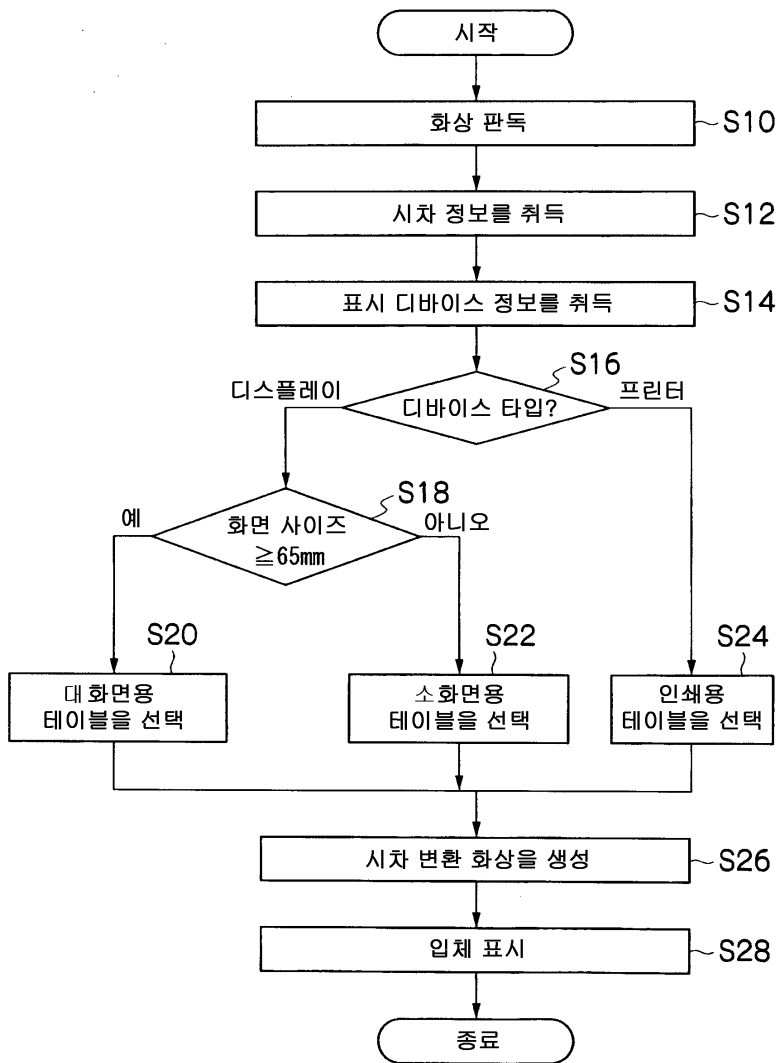 시작
화상 판독
S10
시차 정보를 취득
S12
표시 디바이스 정보를 취득
S14
S16
디스플레이
디바이스 타입?
프린터
S18
예
화면 사이즈
≧65mm
아니오
S20
대화면용
테이블을 선택
S22
소화면용
테이블을 선택
S24
인쇄용
테이블을 선택
시차 변환 화상을 생성
S26
입체 표시
S28
종료